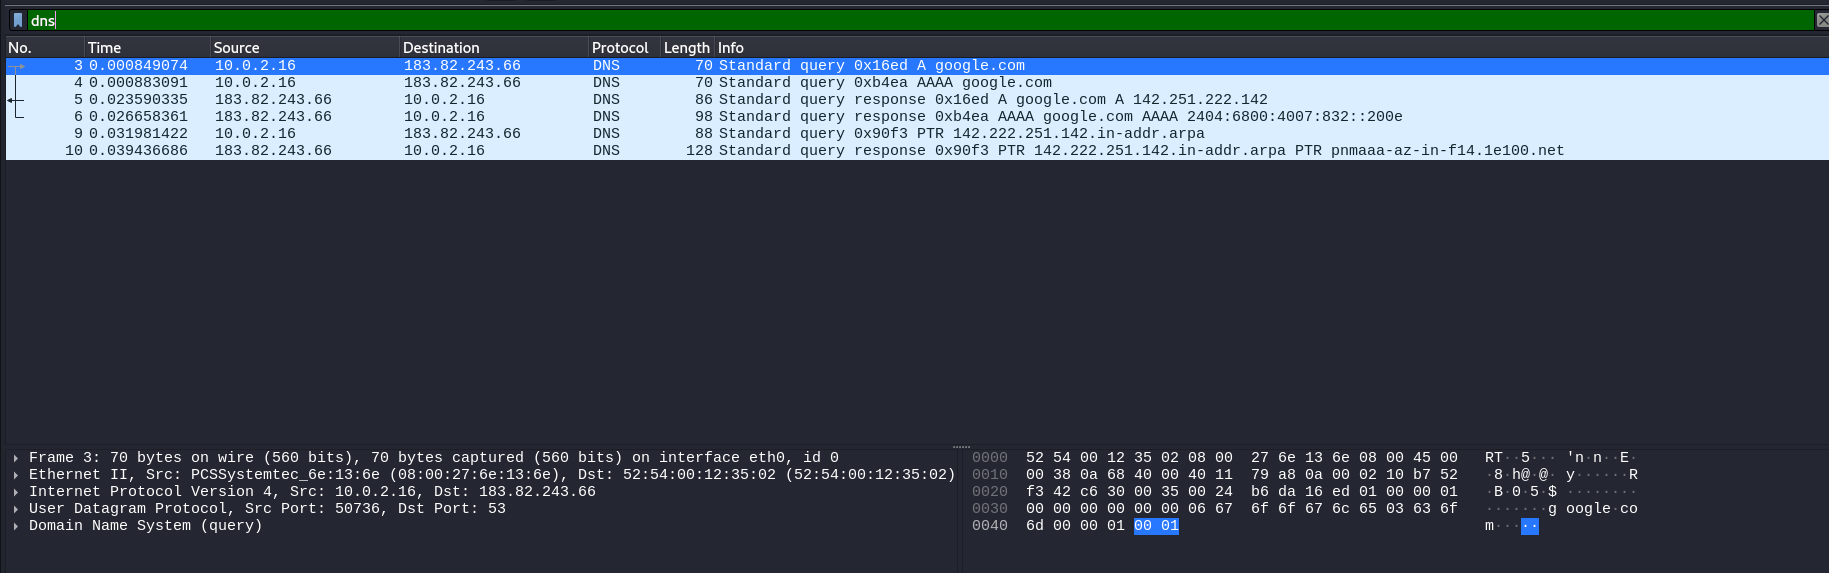 dns
No. Time Source Destination Protocol Length Info
3 0.000849074 10.0.2.16 183.82.243.66 DNS 70 Standard query 0x16ed A google.com
4 0.000883091 10.0.2.16 183.82.243.66 DNS 70 Standard query 0xb4ea AAAA google.com
5 0.023590335 183.82.243.66 10.0.2.16 DNS 86 Standard query response 0x16ed A google.com A 142.251.222.142
6 0.026658361 183.82.243.66 10.0.2.16 DNS 98 Standard query response 0xb4ea AAAA google.com AAAA 2404:6800:4007:832::200e
9 0.031981422 10.0.2.16 183.82.243.66 DNS 88 Standard query 0x90f3 PTR 142.222.251.142.in-addr.arpa
10 0.039436686 183.82.243.66 10.0.2.16 DNS 128 Standard query response 0x90f3 PTR 142.222.251.142.in-addr.arpa PTR pnmaaa-az-in-f14.1e100.net
Frame 3: 70 bytes on wire (560 bits), 70 bytes captured (560 bits) on interface eth0, id 0
Ethernet II, Src: PCSSystemtec_6e:13:6e (08:00:27:6e:13:6e), Dst: 52:54:00:12:35:02 (52:54:00:12:35:02)
Internet Protocol Version 4, Src: 10.0.2.16, Dst: 183.82.243.66
User Datagram Protocol, Src Port: 50736, Dst Port: 53
Domain Name System (query)
0000 52 54 00 12 35 02 08 00 27 6e 13 6e 08 00 45 00 RT··5··· 'n·n··E·
0010 00 38 0a 68 40 00 40 11 79 a8 0a 00 02 10 b7 52 ·8·h@·@· y······R
0020 f3 42 c6 30 00 35 00 24 b6 da 16 ed 01 00 00 01 ·B·0·5·$ ········
0030 00 00 00 00 00 00 06 67 6f 6f 67 6c 65 03 63 6f ·······g oogle·co
0040 6d 00 00 01 00 01 m·····